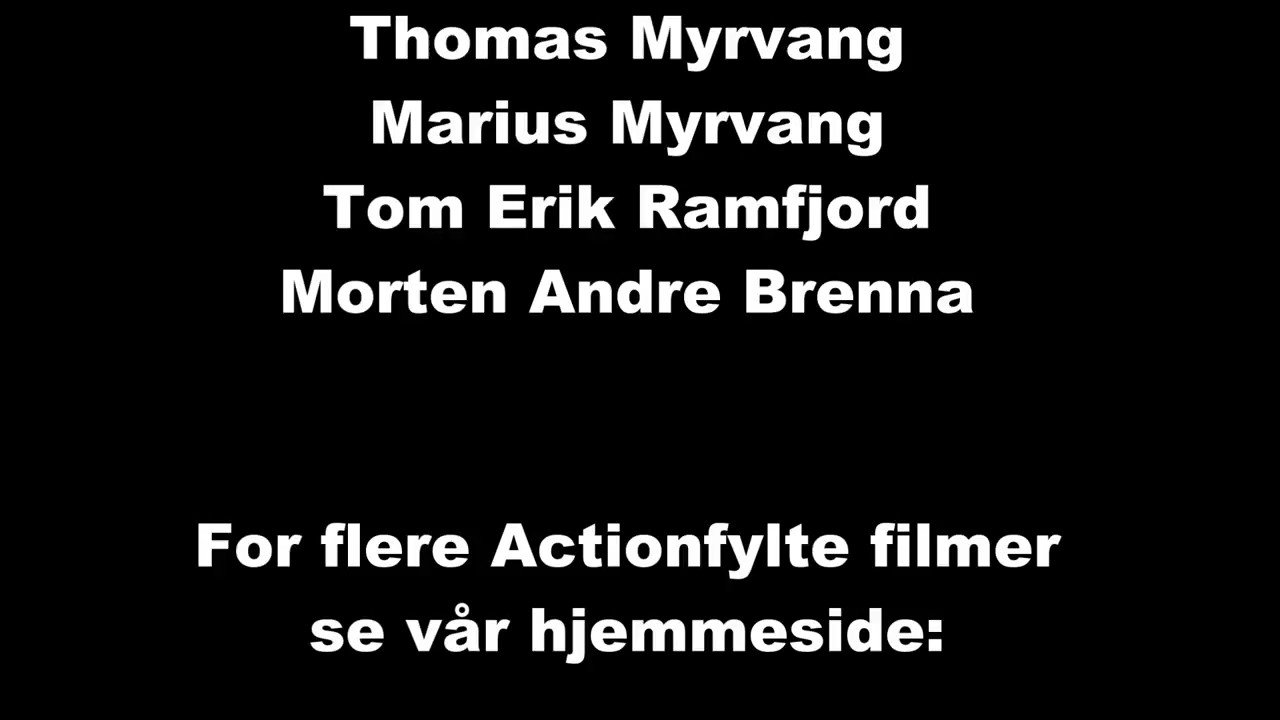 Thomas Myrvang
Marius Myrvang
Tom Erik Ramfjord
Morten Andre Brenna
For flere Actionfylte filmer
se vår hjemmeside: